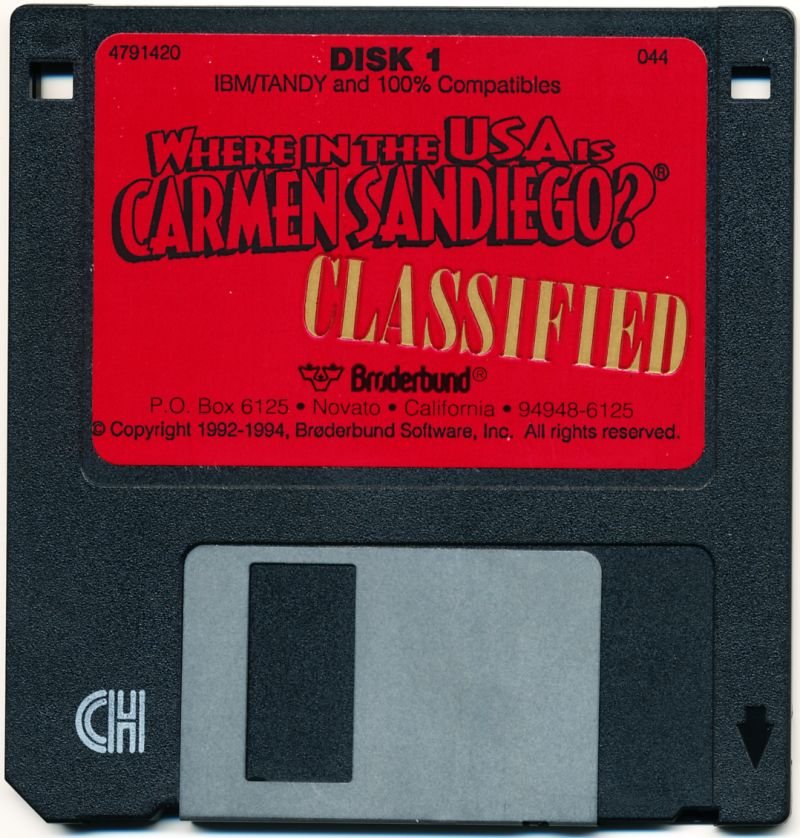 4791420 DISK 1 044
IBM/TANDY and 100% Compatibles
WHERE IN THE USA IS
CARMEN SANDIEGO?®
CLASSIFIED
Brøderbund®
P.O. Box 6125 • Novato • California • 94948-6125
© Copyright 1992-1994, Brøderbund Software, Inc. All rights reserved.
CH